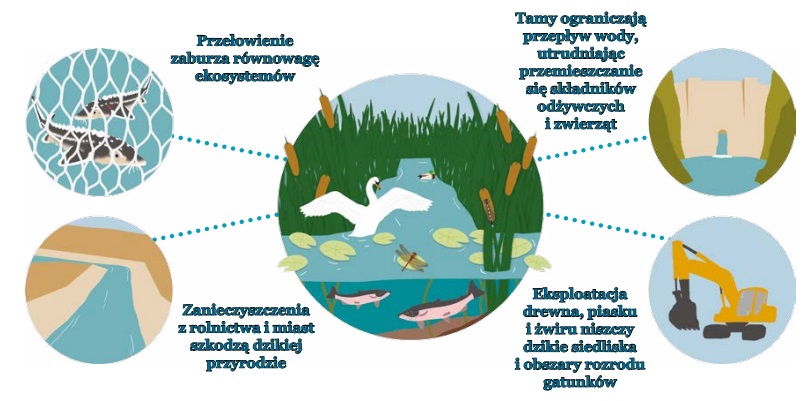 Przełowienie
zaburza równowagę
ekosystemów
Tamy ograniczają
przepływ wody,
utrudniając
przemieszczanie
się składników
odżywczych
i zwierząt
Zanieczyszczenia
z rolnictwa i miast
szkodzą dzikiej
przyrodzie
Eksploatacja
drewna, piasku
i żwiru niszczy
dzikie siedliska
i obszary rozrodu
gatunków